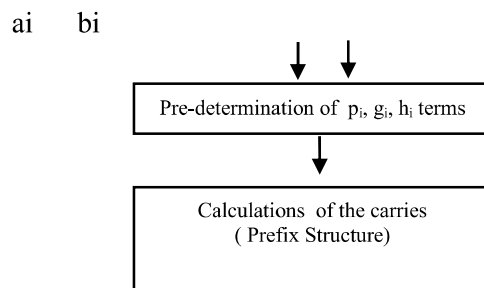 ai bi
Pre-determination of pᵢ, gᵢ, hᵢ terms
Calculations of the carries
( Prefix Structure)